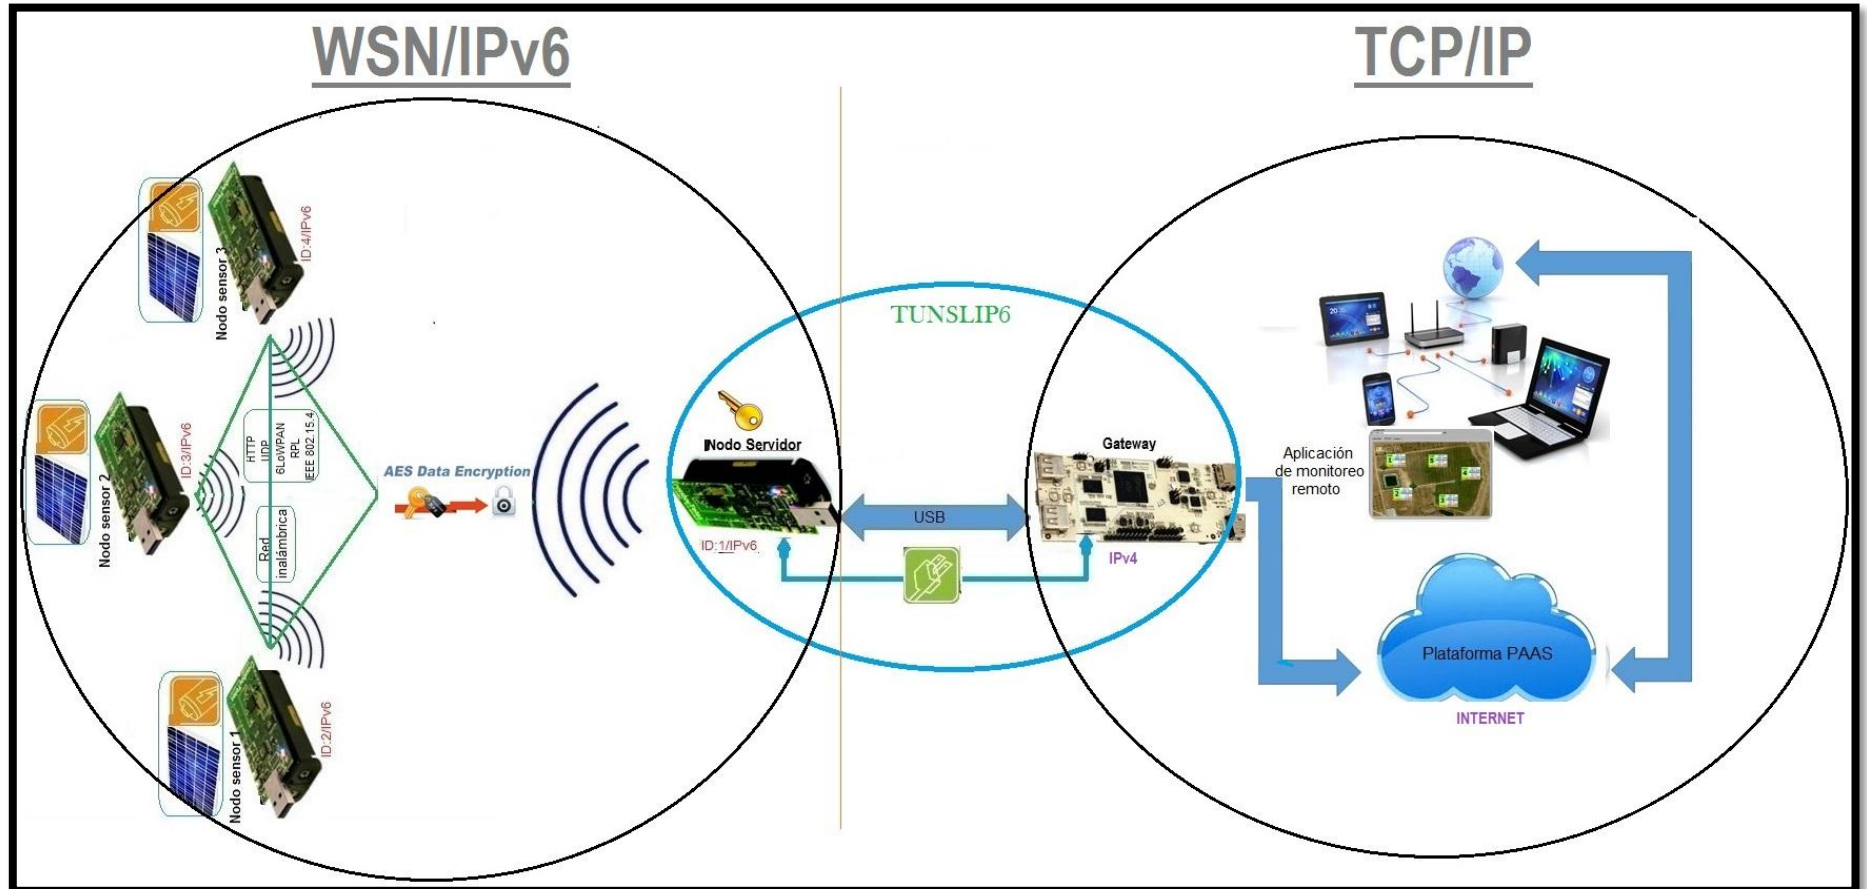 WSN/IPv6
TCP/IP
Nodo sensor 3
ID:4/IPv6
Nodo sensor 2
ID:3/IPv6
HTTP
UDP
6LoWPAN
RPL
IEEE 802.15.4
Red
inalámbrica
Nodo sensor 1
ID:2/IPv6
AES Data Encryption
TUNSLIP6
Nodo Servidor
ID:1/IPv6
USB
Gateway
IPv4
Aplicación
de monitoreo
remoto
Plataforma PAAS
INTERNET